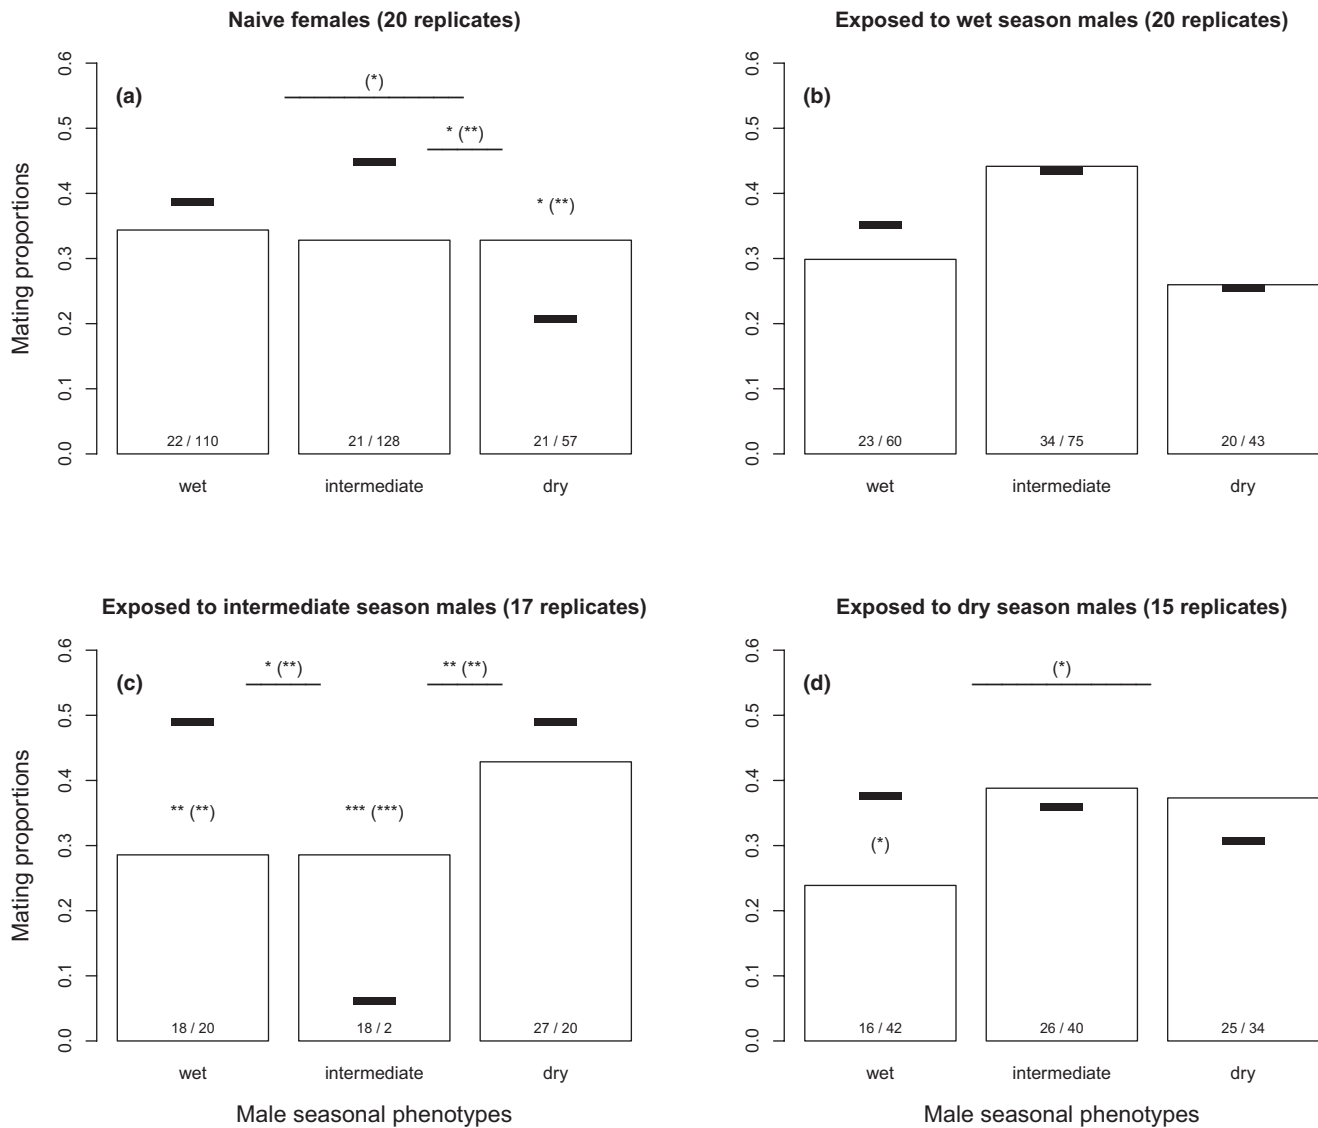 Naive females (20 replicates)
Mating proportions
0.0 0.1 0.2 0.3 0.4 0.5 0.6
(a)
(*)
* (**)
* (**)
22 / 110 21 / 128 21 / 57
wet intermediate dry
Exposed to wet season males (20 replicates)
0.0 0.1 0.2 0.3 0.4 0.5 0.6
(b)
23 / 60 34 / 75 20 / 43
wet intermediate dry
Exposed to intermediate season males (17 replicates)
Mating proportions
0.0 0.1 0.2 0.3 0.4 0.5 0.6
(c)
* (**) ** (**)
** (**) *** (***)
18 / 20 18 / 2 27 / 20
wet intermediate dry
Male seasonal phenotypes
Exposed to dry season males (15 replicates)
0.0 0.1 0.2 0.3 0.4 0.5 0.6
(d)
(*)
(*)
16 / 42 26 / 40 25 / 34
wet intermediate dry
Male seasonal phenotypes